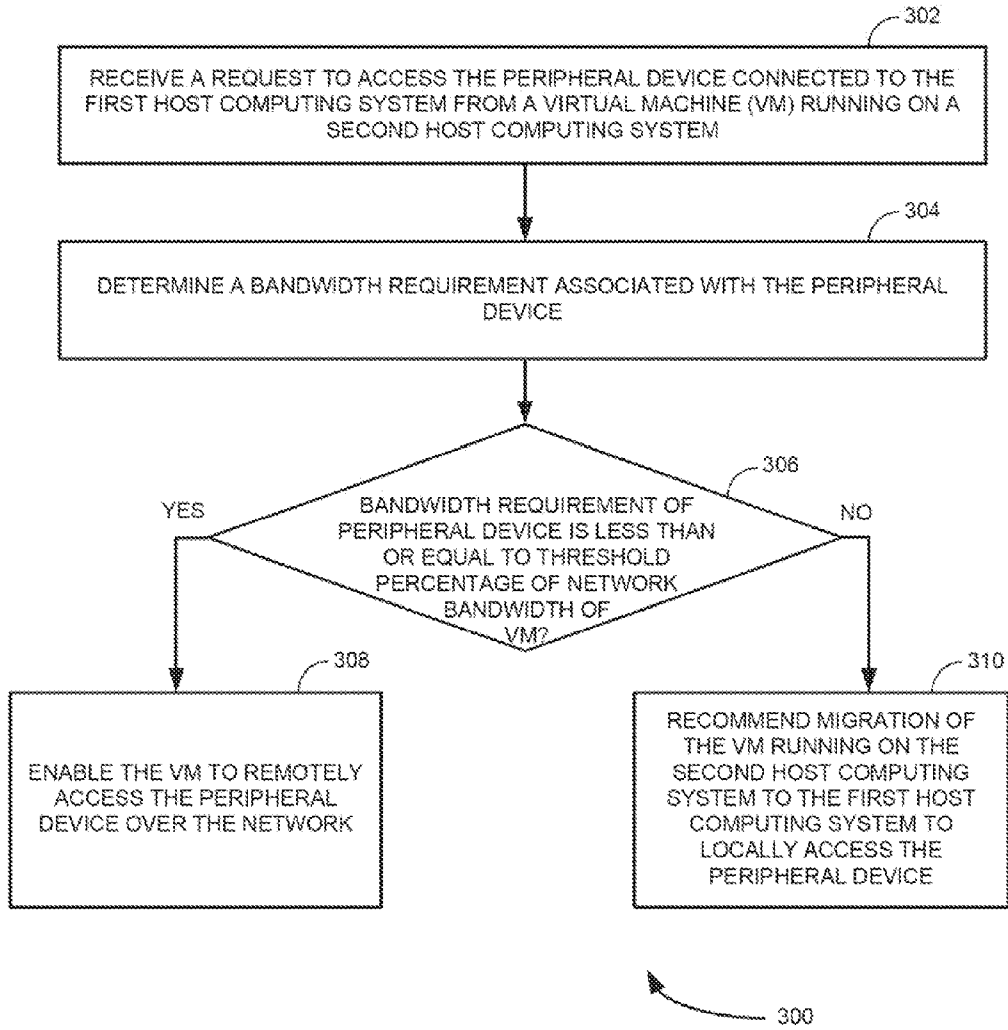 302
RECEIVE A REQUEST TO ACCESS THE PERIPHERAL DEVICE CONNECTED TO THE
FIRST HOST COMPUTING SYSTEM FROM A VIRTUAL MACHINE (VM) RUNNING ON A
SECOND HOST COMPUTING SYSTEM
304
DETERMINE A BANDWIDTH REQUIREMENT ASSOCIATED WITH THE PERIPHERAL
DEVICE
306
YES
NO
BANDWIDTH REQUIREMENT OF
PERIPHERAL DEVICE IS LESS THAN
OR EQUAL TO THRESHOLD
PERCENTAGE OF NETWORK
BANDWIDTH OF
VM?
308
ENABLE THE VM TO REMOTELY
ACCESS THE PERIPHERAL
DEVICE OVER THE NETWORK
310
RECOMMEND MIGRATION OF
THE VM RUNNING ON THE
SECOND HOST COMPUTING
SYSTEM TO THE FIRST HOST
COMPUTING SYSTEM TO
LOCALLY ACCESS THE
PERIPHERAL DEVICE
300